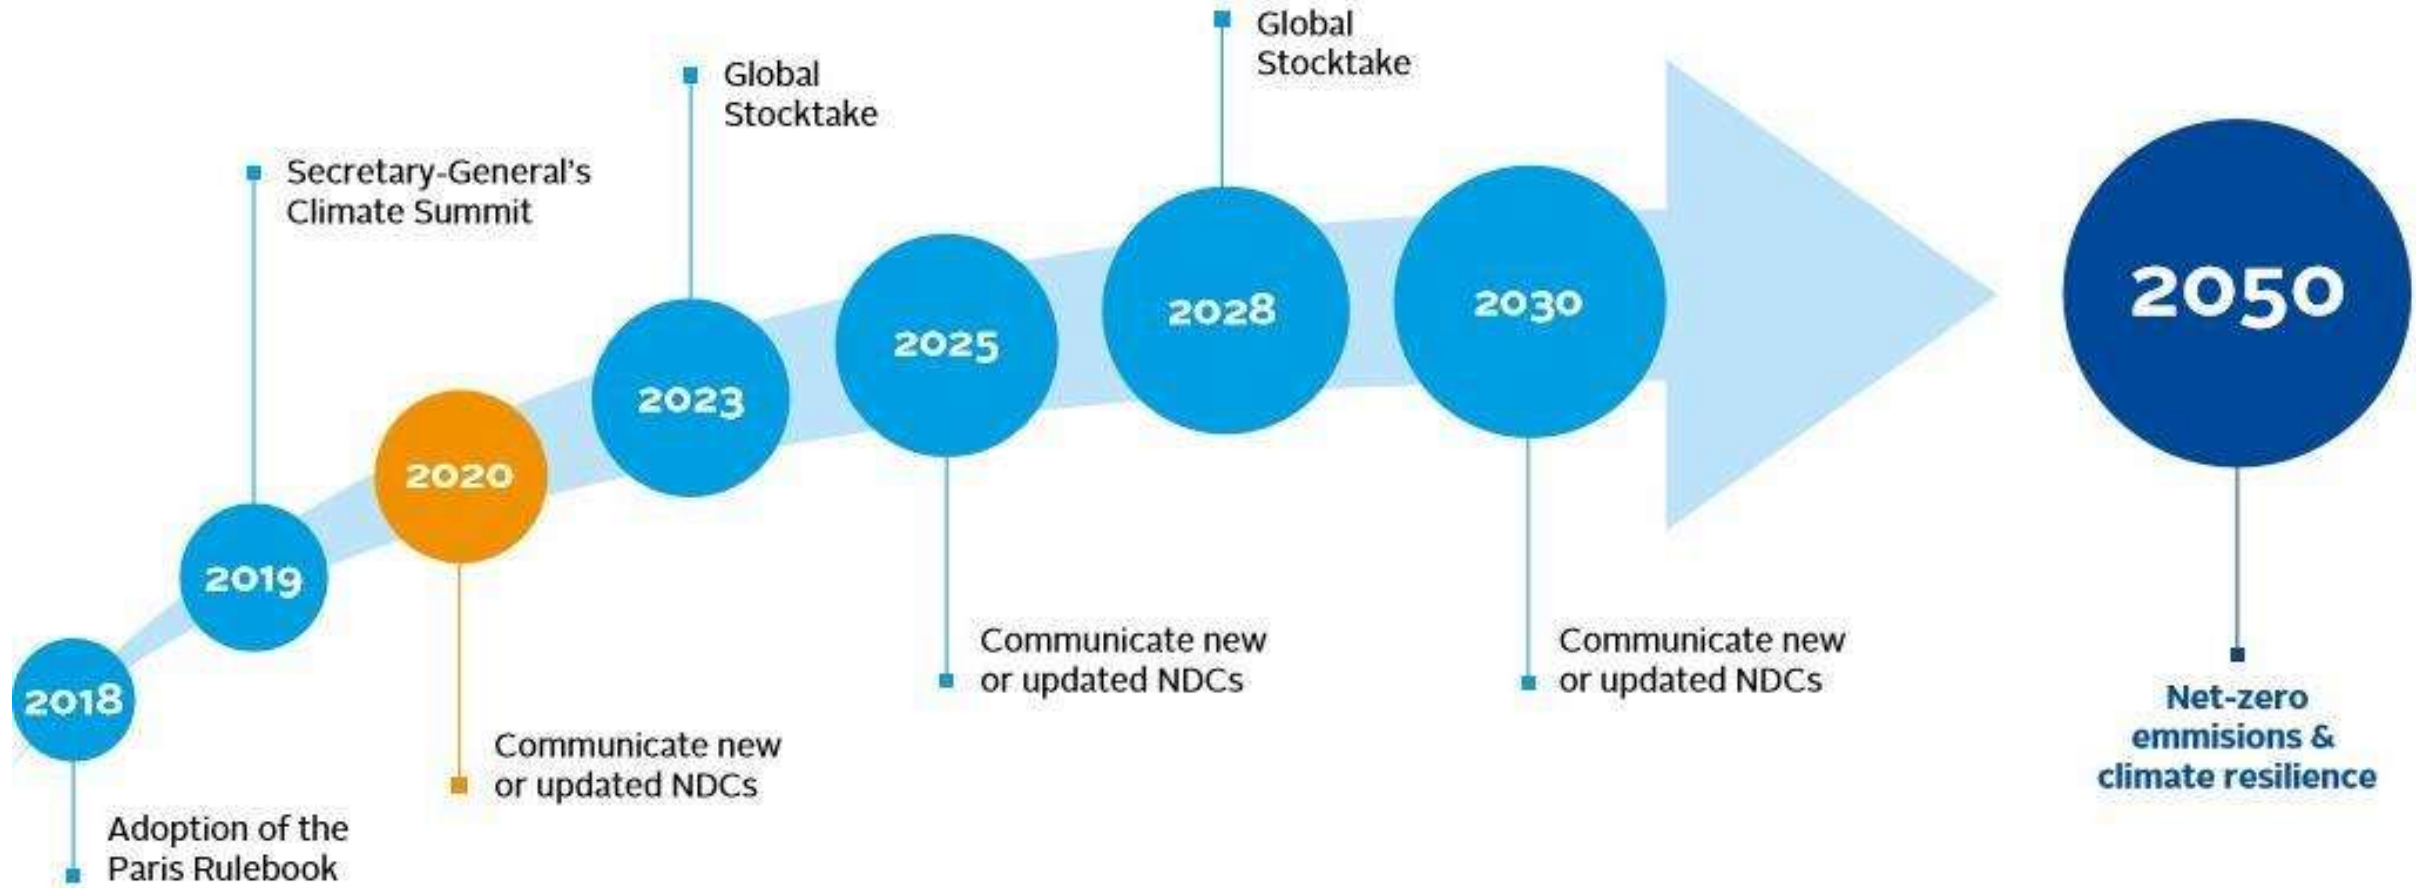 2018
Adoption of the
Paris Rulebook
2019
Secretary-General's
Climate Summit
2020
Communicate new
or updated NDCs
2023
Global
Stocktake
2025
Communicate new
or updated NDCs
2028
Global
Stocktake
2030
Communicate new
or updated NDCs
2050
Net-zero
emmisions &
climate resilience